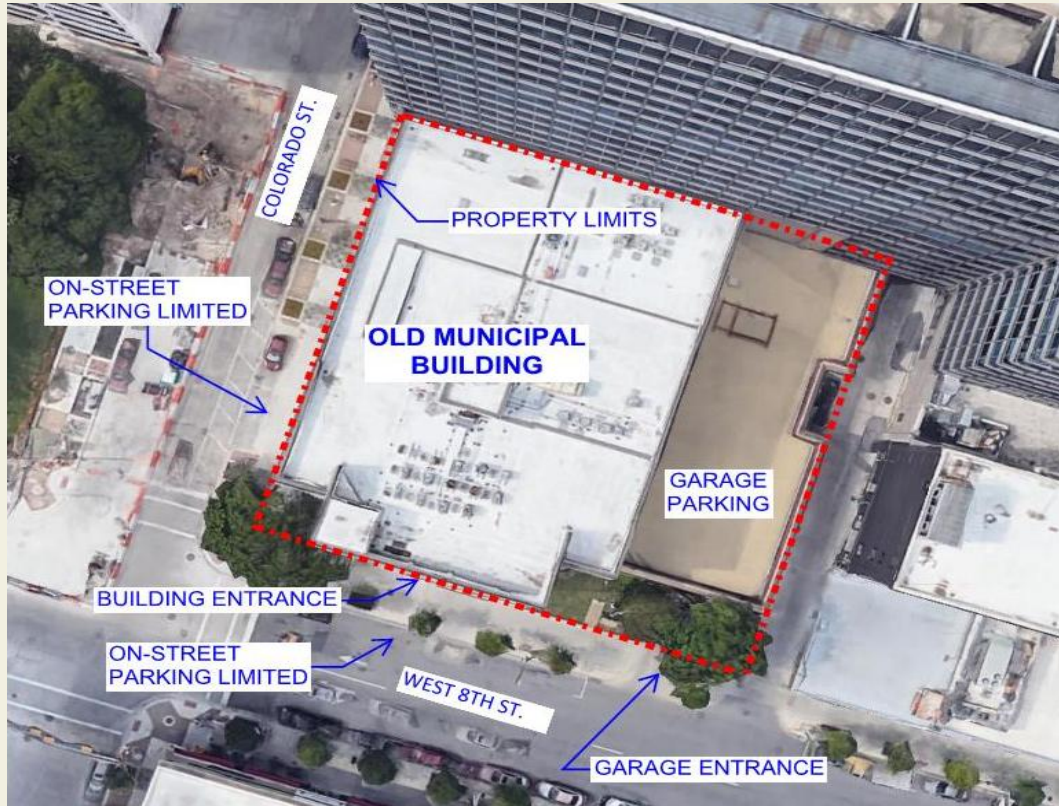 COLORADO ST.
PROPERTY LIMITS
ON-STREET
PARKING LIMITED
OLD MUNICIPAL
BUILDING
GARAGE
PARKING
BUILDING ENTRANCE
ON-STREET
PARKING LIMITED
WEST 8TH ST.
GARAGE ENTRANCE